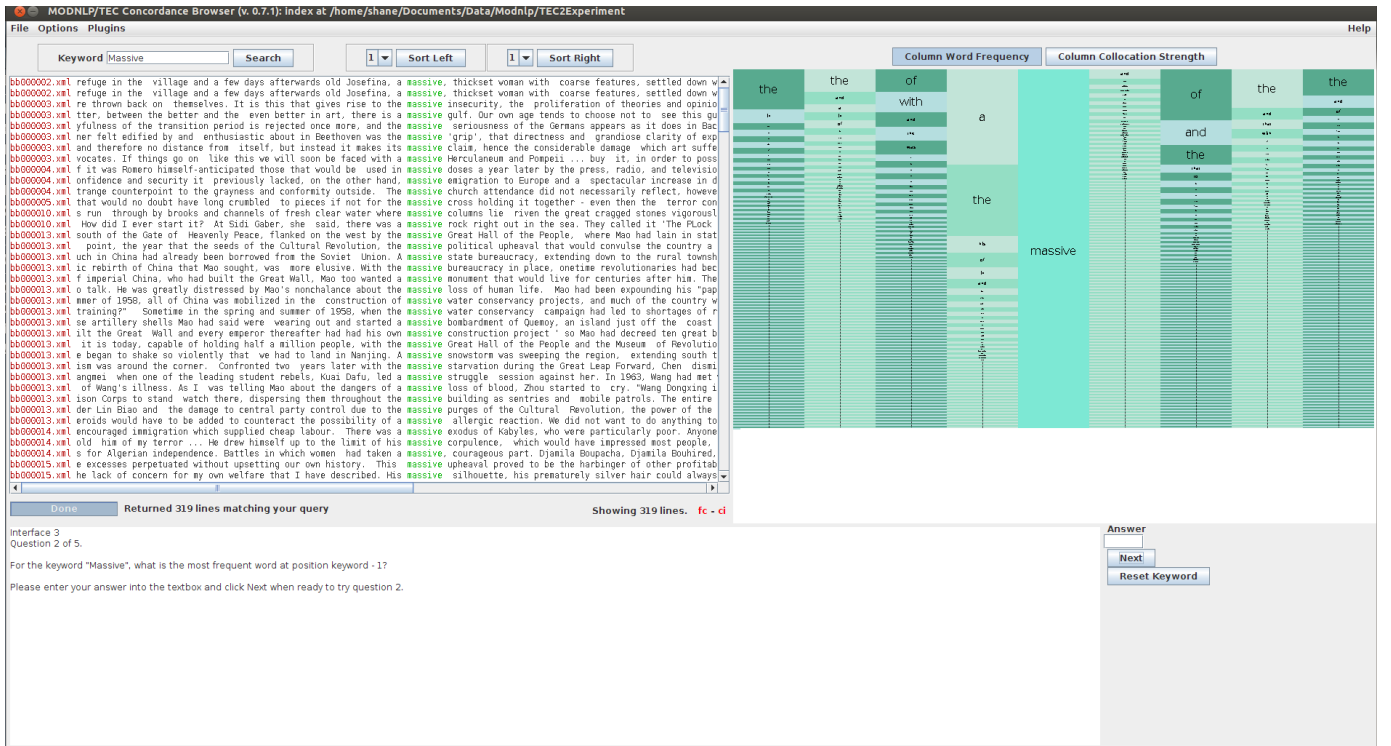 MODNLP/TEC Concordance Browser (v. 0.7.1): index at /home/shane/Documents/Data/Modnlp/TEC2Experiment
File Options Plugins Help
Keyword Massive Search 1 Sort Left 1 Sort Right
Column Word Frequency Column Collocation Strength
bb000002.xml refuge in the village and a few days afterwards old Josefina, a massive, thickset woman with coarse features, settled down w
bb000002.xml refuge in the village and a few days afterwards old Josefina, a massive, thickset woman with coarse features, settled down w
bb000003.xml re thrown back on themselves. It is this that gives rise to the massive insecurity, the proliferation of theories and opinio
bb000003.xml tter, between the better and the even better in art, there is a massive gulf. Our own age tends to choose not to see this gu
bb000003.xml yfulness of the transition period is rejected once more, and the massive seriousness of the Germans appears as it does in Bac
bb000003.xml ner felt edified by and enthusiastic about in Beethoven was the massive 'grip', that directness and grandiose clarity of exp
bb000003.xml and therefore no distance from itself, but instead it makes its massive claim, hence the considerable damage which art suffe
bb000003.xml vocates. If things go on like this we will soon be faced with a massive Herculaneum and Pompeii ... buy it, in order to poss
bb000004.xml f it was Romero himself-anticipated those that would be used in massive doses a year later by the press, radio, and televisio
bb000004.xml onfidence and security it previously lacked, on the other hand, massive emigration to Europe and a spectacular increase in d
bb000004.xml trange counterpoint to the grayness and conformity outside. The massive church attendance did not necessarily reflect, howeve
bb000005.xml that would no doubt have long crumbled to pieces if not for the massive cross holding it together - even then the terror con
bb000010.xml s run through by brooks and channels of fresh clear water where massive columns lie riven the great cragged stones vigorousl
bb000010.xml How did I ever start it? At Sidi Gaber, she said, there was a massive rock right out in the sea. They called it 'The PLock
bb000013.xml south of the Gate of Heavenly Peace, flanked on the west by the massive Great Hall of the People, where Mao had lain in stat
bb000013.xml point, the year that the seeds of the Cultural Revolution, the massive political upheaval that would convulse the country a
bb000013.xml uch in China had already been borrowed from the Soviet Union. A massive state bureaucracy, extending down to the rural townsh
bb000013.xml ic rebirth of China that Mao sought, was more elusive. With the massive bureaucracy in place, onetime revolutionaries had bec
bb000013.xml f imperial China, who had built the Great Wall, Mao too wanted a massive monument that would live for centuries after him. The
bb000013.xml o talk. He was greatly distressed by Mao's nonchalance about the massive loss of human life. Mao had been expounding his "pap
bb000013.xml mmer of 1958, all of China was mobilized in the construction of massive water conservancy projects, and much of the country w
bb000013.xml training?" Sometime in the spring and summer of 1958, when the massive water conservancy campaign had led to shortages of r
bb000013.xml se artillery shells Mao had said were wearing out and started a massive bombardment of Quemoy, an island just off the coast
bb000013.xml ilt the Great Wall and every emperor thereafter had had his own massive construction project ' so Mao had decreed ten great b
bb000013.xml it is today, capable of holding half a million people, with the massive Great Hall of the People and the Museum of Revolutio
bb000013.xml e began to shake so violently that we had to land in Nanjing. A massive snowstorm was sweeping the region, extending south t
bb000013.xml ism was around the corner. Confronted two years later with the massive starvation during the Great Leap Forward, Chen dismi
bb000013.xml angmei when one of the leading student rebels, Kuai Dafu, led a massive struggle session against her. In 1963, Wang had met
bb000013.xml of Wang's illness. As I was telling Mao about the dangers of a massive loss of blood, Zhou started to cry. "Wang Dongxing i
bb000013.xml ison Corps to stand watch there, dispersing them throughout the massive building as sentries and mobile patrols. The entire
bb000013.xml der Lin Biao and the damage to central party control due to the massive purges of the Cultural Revolution, the power of the
bb000013.xml eroids would have to be added to counteract the possibility of a massive allergic reaction. We did not want to do anything to
bb000014.xml encouraged immigration which supplied cheap labour. There was a massive exodus of Kabyles, who were particularly poor. Anyone
bb000014.xml old him of my terror ... He drew himself up to the limit of his massive corpulence, which would have impressed most people,
bb000014.xml s for Algerian independence. Battles in which women had taken a massive, courageous part. Djamila Boupacha, Djamila Bouhired,
bb000015.xml e excesses perpetuated without upsetting our own history. This massive upheaval proved to be the harbinger of other profitab
bb000015.xml he lack of concern for my own welfare that I have described. His massive silhouette, his prematurely silver hair could always
the the of a massive and of the the
with the and and
the
Done Returned 319 lines matching your query Showing 319 lines. fc - ci
Interface 3
Question 2 of 5.
For the keyword "Massive", what is the most frequent word at position keyword - 1?
Please enter your answer into the textbox and click Next when ready to try question 2.
Answer
Next
Reset Keyword